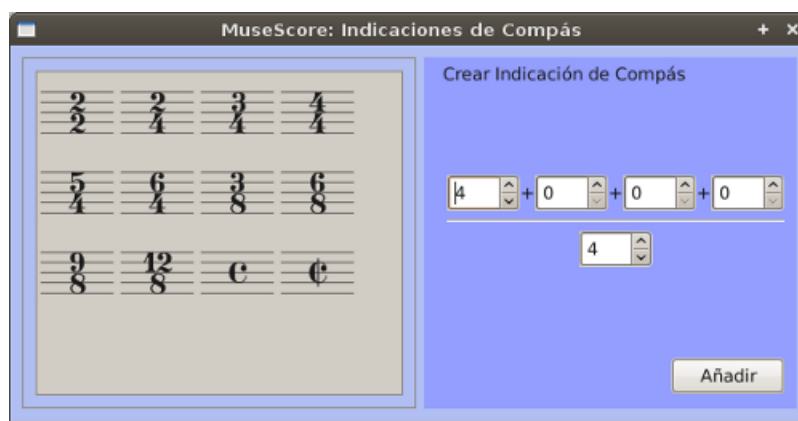 MuseScore: Indicaciones de Compás
Crear Indicación de Compás
2 2 3 4
2 4 4 4
5 6 3 6
4 4 8 8
9 12 C ¢
8 8
4 + 0 + 0 + 0
4
Añadir